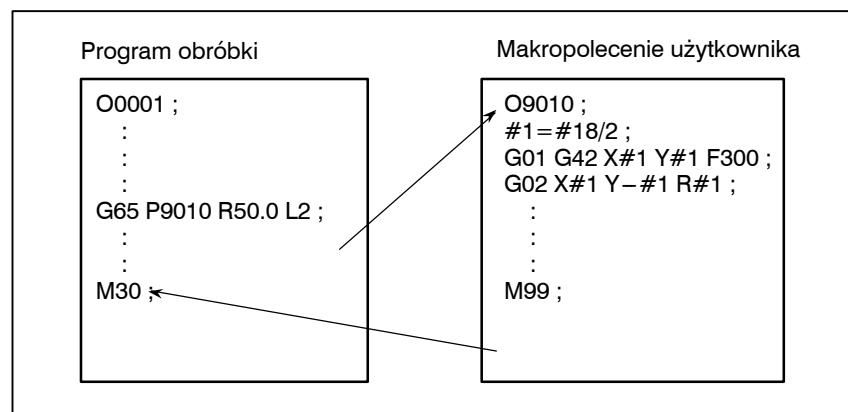 Program obróbki
O0001 ;
:
:
:
G65 P9010 R50.0 L2 ;
:
:
M30 ;
Makropolecenie użytkownika
O9010 ;
#1=#18/2 ;
G01 G42 X#1 Y#1 F300 ;
G02 X#1 Y−#1 R#1 ;
:
:
:
M99 ;